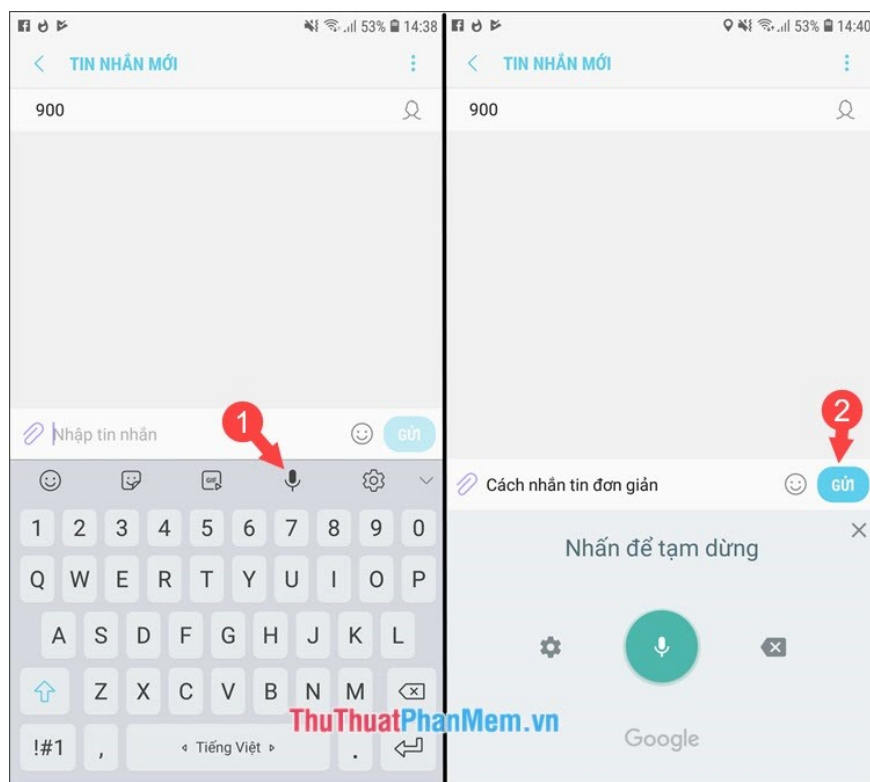 53% 14:38
TIN NHẮN MỚI
900
1
Nhập tin nhắn
GỬI
GIF
1 2 3 4 5 6 7 8 9 0
Q W E R T Y U I O P
A S D F G H J K L
Z X C V B N M
!#1 , Tiếng Việt .
53% 14:40
TIN NHẮN MỚI
900
2
Cách nhắn tin đơn giản
GỬI
Nhấn để tạm dừng
Google
ThuThuatPhanMem.vn